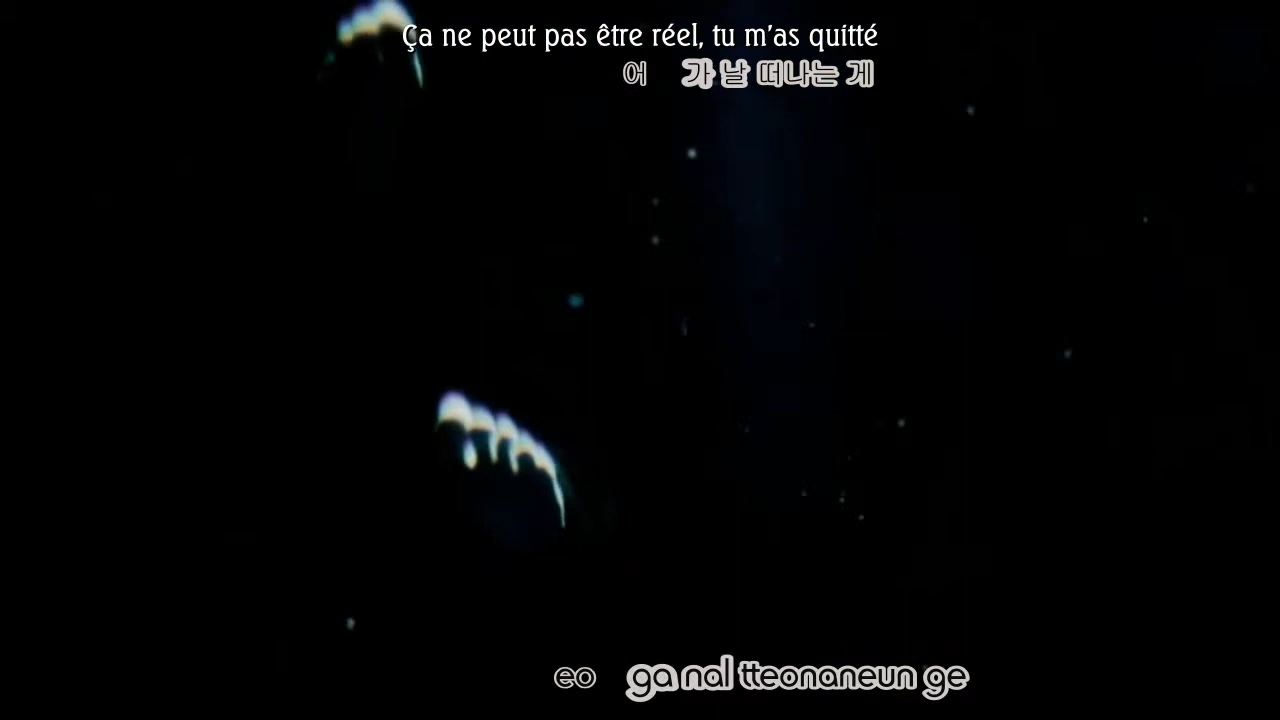 Ça ne peut pas être réel, tu m'as quitté
어 가 날 떠나는 게
eo ga nal tteonaneun ge